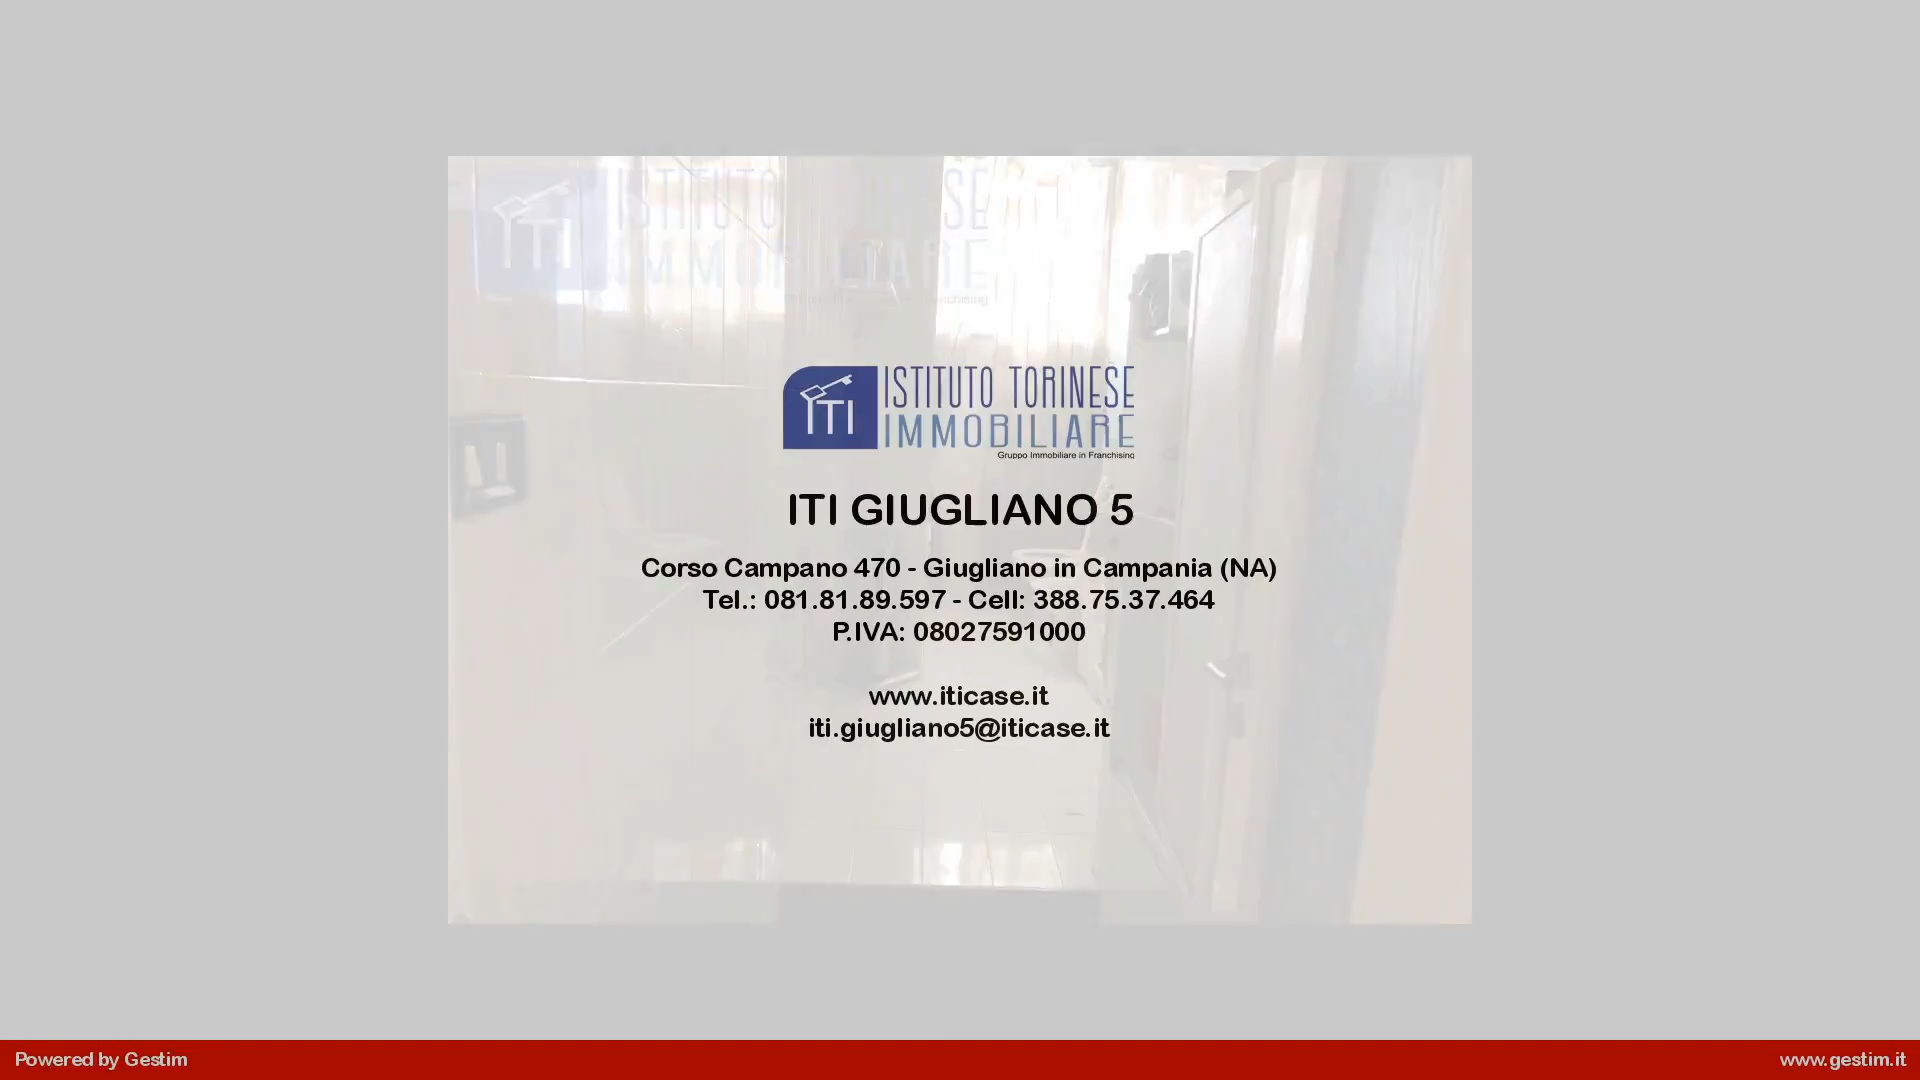 ISTITUTO TORINESE
IMMOBILIARE
ITI
Gruppo Immobiliare in Franchising
ITI GIUGLIANO 5
Corso Campano 470 - Giugliano in Campania (NA)
Tel.: 081.81.89.597 - Cell: 388.75.37.464
P.IVA: 08027591000
www.iticase.it
iti.giugliano5@iticase.it
Powered by Gestim
www.gestim.it